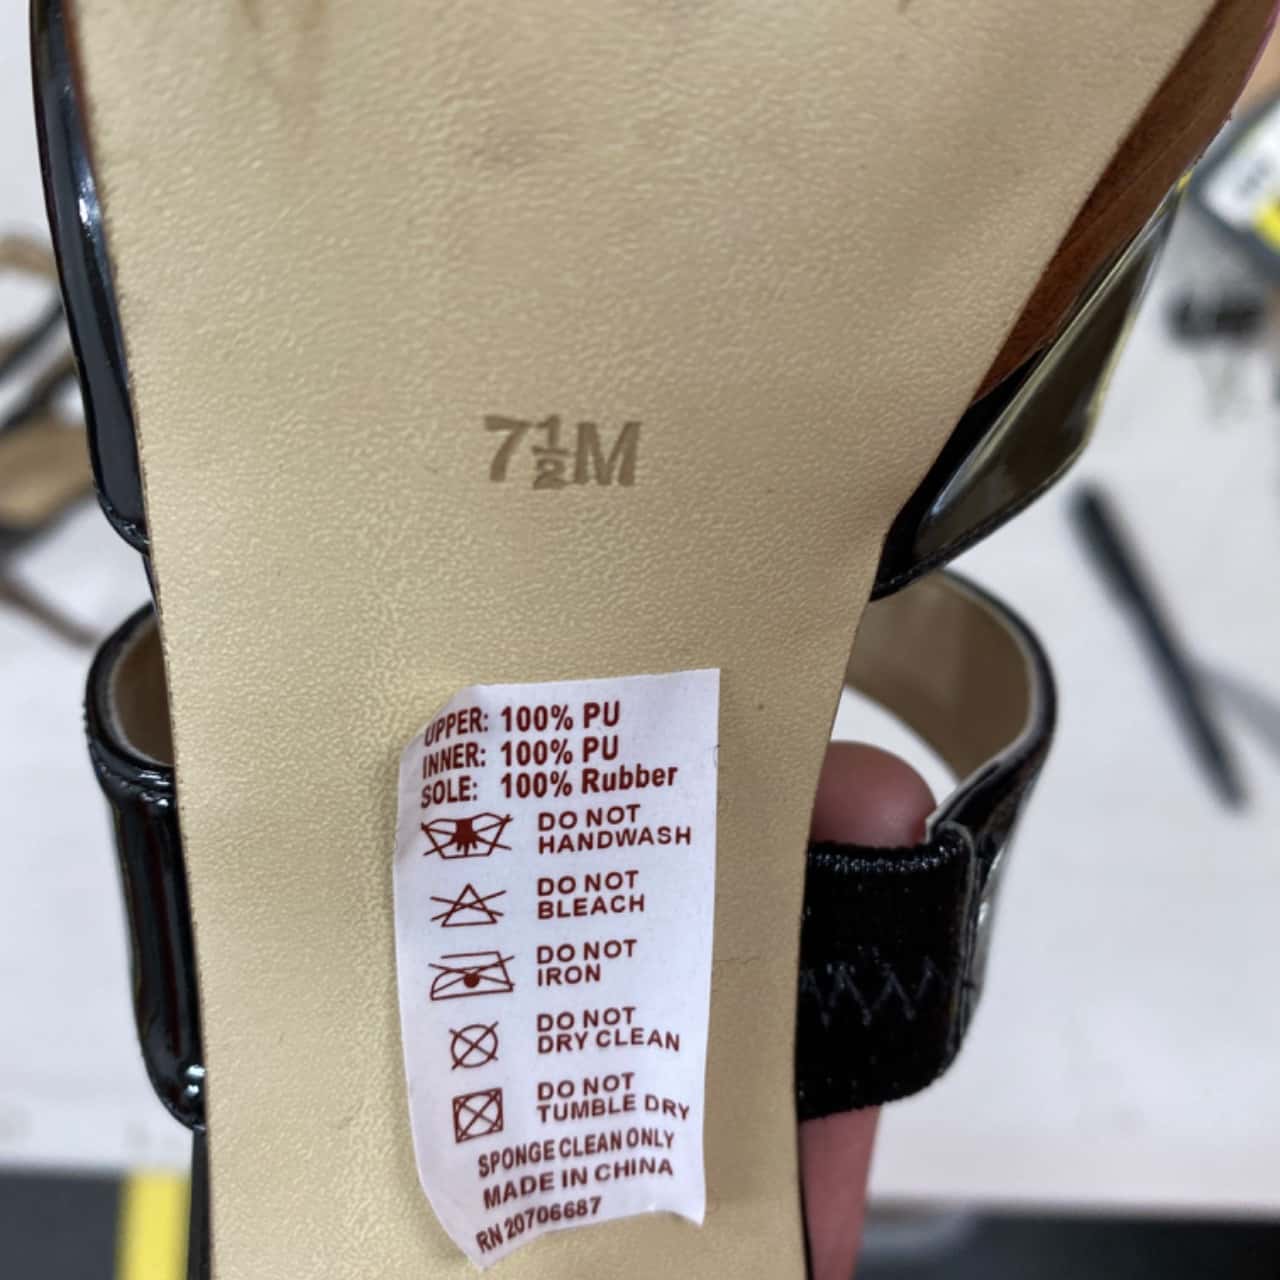 7½M
UPPER: 100% PU
INNER: 100% PU
SOLE: 100% Rubber
DO NOT
HANDWASH
DO NOT
BLEACH
DO NOT
IRON
DO NOT
DRY CLEAN
DO NOT
TUMBLE DRY
SPONGE CLEAN ONLY
MADE IN CHINA
RN 20706687